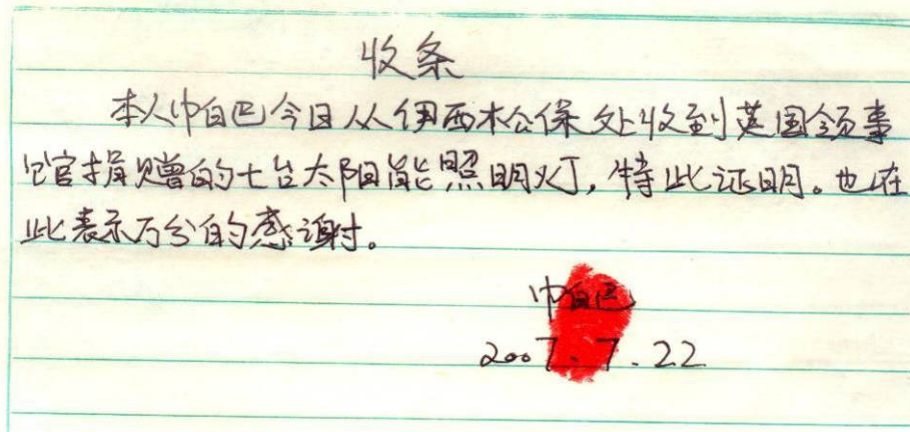 收条
本人巾白巴今日从伊西木公保处收到英国领事
馆官捐赠的七台太阳能照明灯,特此证明。也在
此表示万分的感谢。
巾白巴
2007.7.22